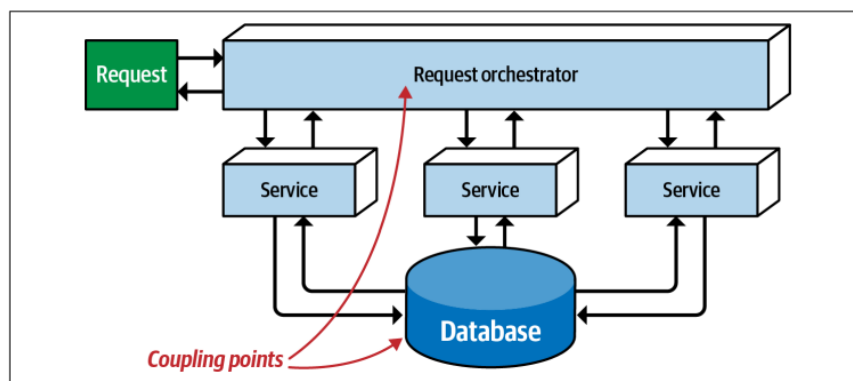 Request
Request orchestrator
Service
Service
Service
Database
Coupling points